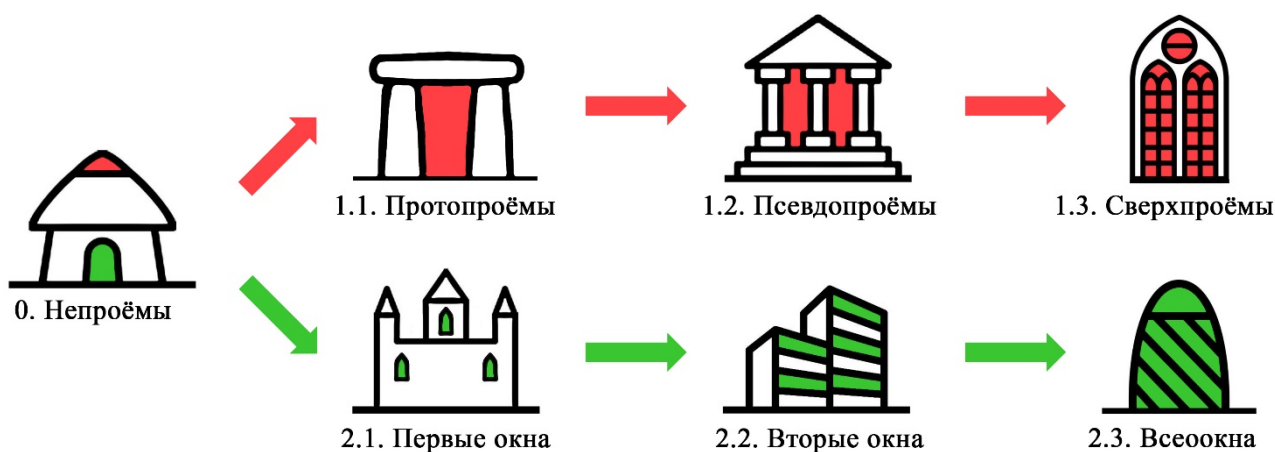 1.1. Протопроёмы
1.2. Псевдопроёмы
1.3. Сверхпроёмы
0. Непроёмы
2.1. Первые окна
2.2. Вторые окна
2.3. Всеоокна